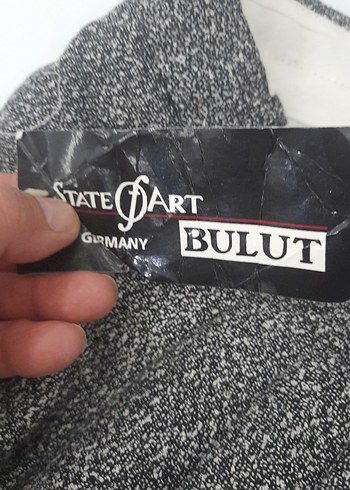 STATE OF ART
GERMANY
BULUT